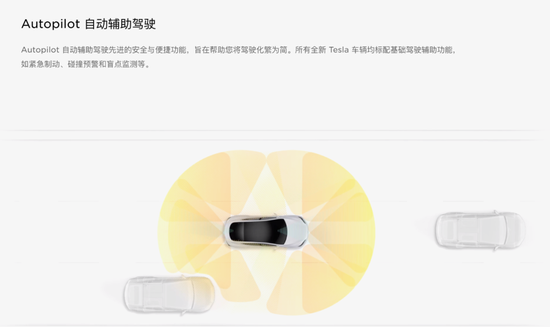 Autopilot 自动辅助驾驶
Autopilot 自动辅助驾驶先进的安全与便捷功能，旨在帮助您将驾驶化繁为简。所有全新 Tesla 车辆均标配基础驾驶辅助功能，
如紧急制动、碰撞预警和盲点监测等。